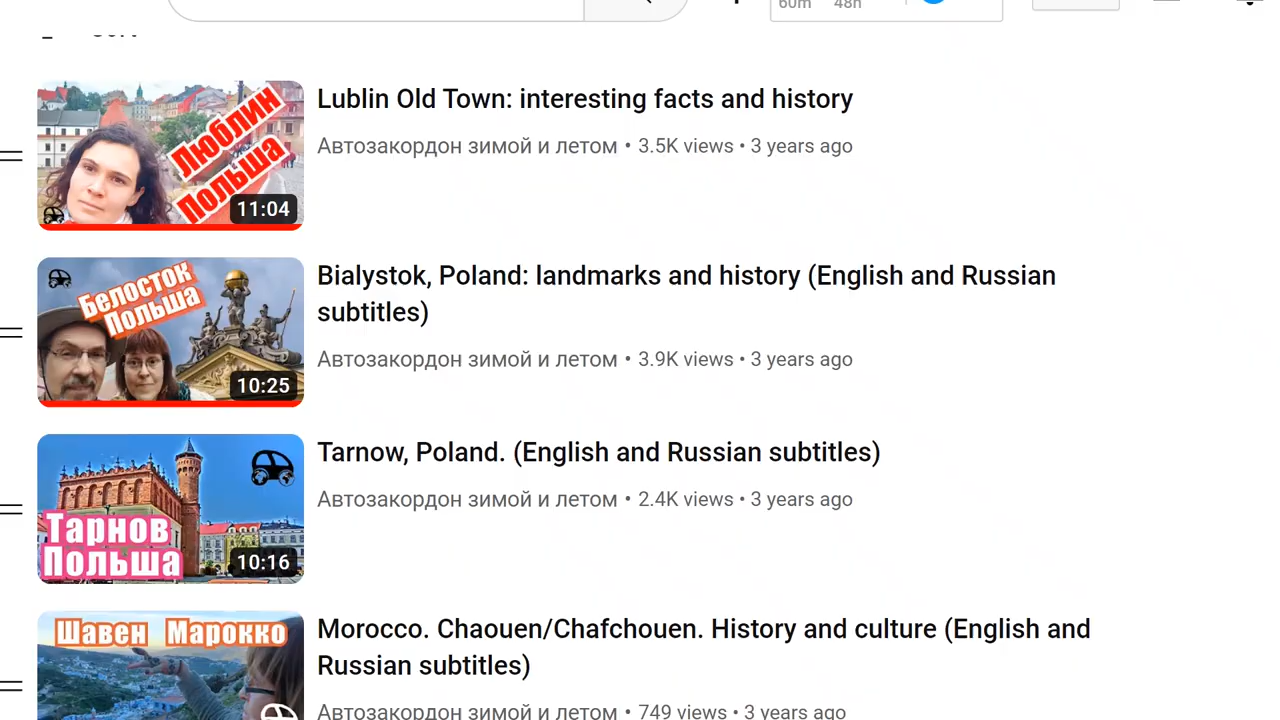 60m 48h
Lublin Old Town: interesting facts and history
Автозакордон зимой и летом • 3.5K views • 3 years ago
Люблин
Польша
11:04
Bialystok, Poland: landmarks and history (English and Russian
subtitles)
Автозакордон зимой и летом • 3.9K views • 3 years ago
Белосток
Польша
10:25
Tarnow, Poland. (English and Russian subtitles)
Автозакордон зимой и летом • 2.4K views • 3 years ago
Тарнов
Польша
10:16
Morocco. Chaouen/Chafchouen. History and culture (English and
Russian subtitles)
Автозакордон зимой и летом • 749 views • 3 years ago
Шавен Марокко